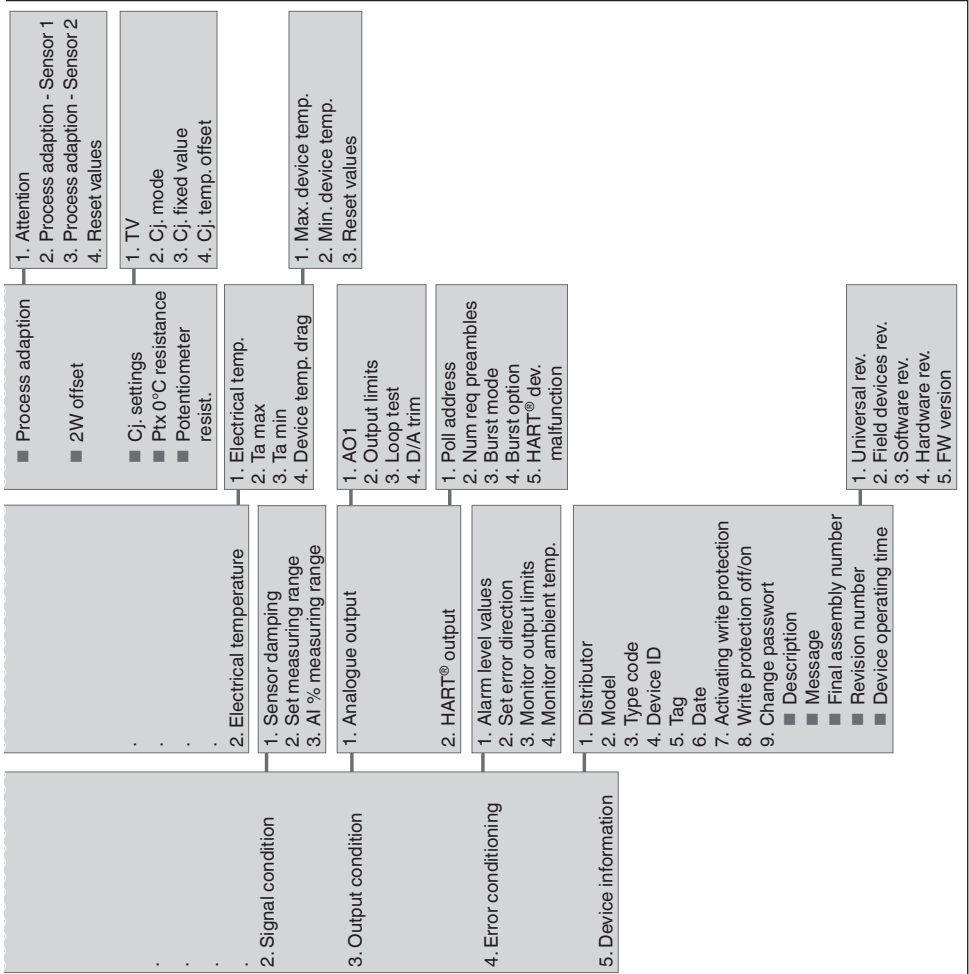 .
.
.
.
2. Signal condition
3. Output condition
4. Error conditioning
5. Device information
.
.
.
.
2. Electrical temperature
1. Sensor damping
2. Set measuring range
3. AI % measuring range
1. Analogue output
2. HART® output
1. Alarm level values
2. Set error direction
3. Monitor output limits
4. Monitor ambient temp.
1. Distributor
2. Model
3. Type code
4. Device ID
5. Tag
6. Date
7. Activating write protection
8. Write protection off/on
9. Change passwort
■ Description
■ Message
■ Final assembly number
■ Revision number
■ Device operating time
■ Process adaption
■ 2W offset
■ Cj. settings
■ Ptx 0°C resistance
■ Potentiometer
resist.
1. Electrical temp.
2. Ta max
3. Ta min
4. Device temp. drag
1. AO1
2. Output limits
3. Loop test
4. D/A trim
1. Poll address
2. Num req preambles
3. Burst mode
4. Burst option
5. HART® dev.
malfunction
1. Universal rev.
2. Field devices rev.
3. Software rev.
4. Hardware rev.
5. FW version
1. Attention
2. Process adaption - Sensor 1
3. Process adaption - Sensor 2
4. Reset values
1. TV
2. Cj. mode
3. Cj. fixed value
4. Cj. temp. offset
1. Max. device temp.
2. Min. device temp.
3. Reset values